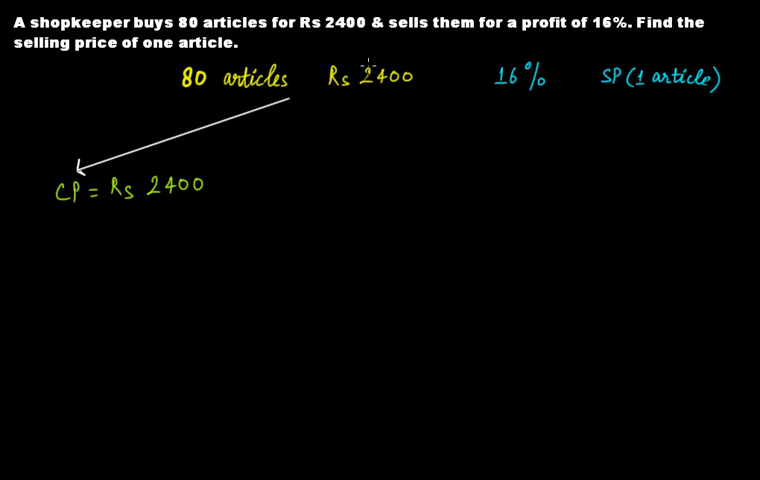 A shopkeeper buys 80 articles for Rs 2400 & sells them for a profit of 16%. Find the
selling price of one article.
80 articles Rs 2400 16% SP (1 article)
CP = Rs 2400